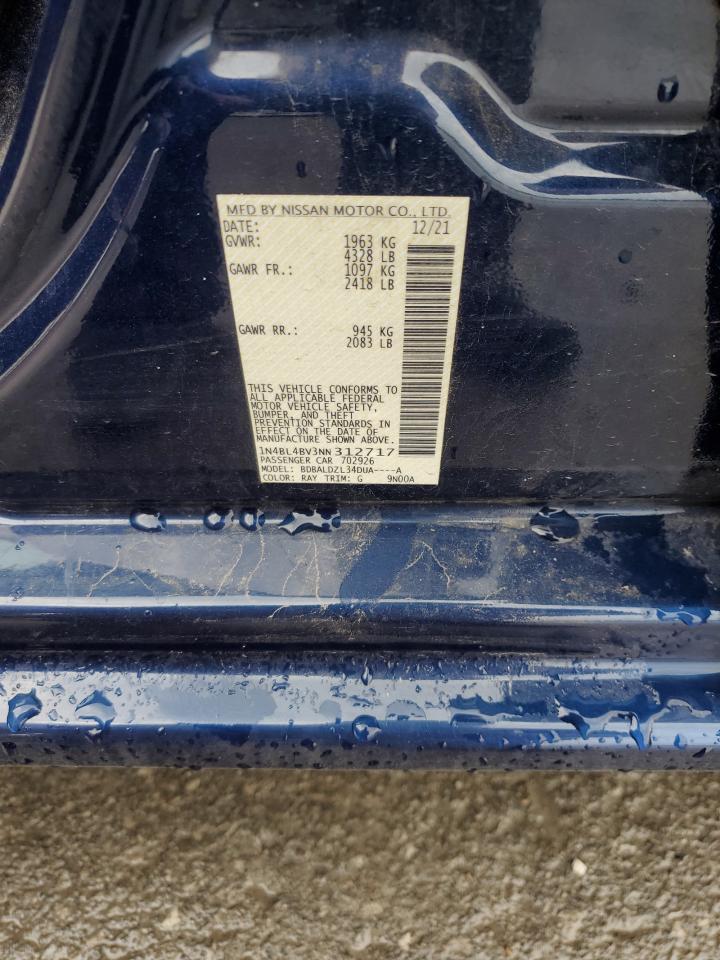 MFD BY NISSAN MOTOR CO., LTD.
DATE: 12/21
GVWR: 1963 KG
4328 LB
GAWR FR.: 1097 KG
2418 LB
GAWR RR.: 945 KG
2083 LB
THIS VEHICLE CONFORMS TO
ALL APPLICABLE FEDERAL
MOTOR VEHICLE SAFETY,
BUMPER, AND THEFT
PREVENTION STANDARDS IN
EFFECT ON THE DATE OF
MANUFACTURE SHOWN ABOVE.
1N4BL4BV3NN312717
PASSENGER CAR 702926
MODEL: BDBALDZL34DUA----A
COLOR: RAY TRIM: G 9N00A